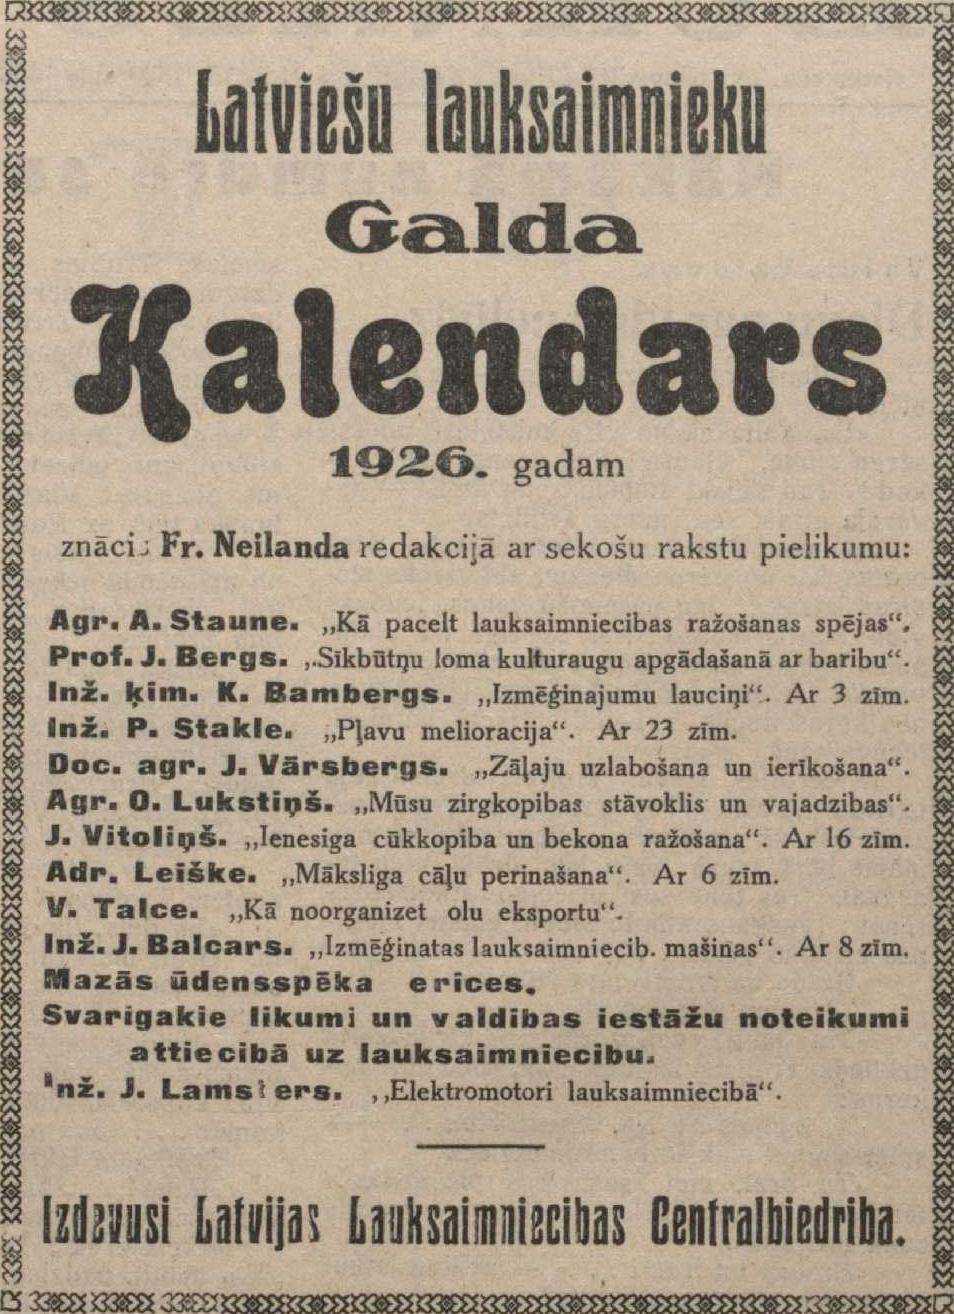 Latviešu lauksaimnieku
Galda
Kalendars
1926. gadam
znācis Fr. Neilanda redakcijā ar sekošu rakstu pielikumu:
Agr. A. Staune. „Kā pacelt lauksaimniecibas ražošanas spējas“.
Prof. J. Bergs. „Sīkbūtņu loma kulturaugu apgādašanā ar baribu“.
Inž. ķim. K. Bambergs. „Izmēģinajumu lauciņi“. Ar 3 zīm.
Inž. P. Stakle. „Pļavu melioracija“. Ar 23 zīm.
Doc. agr. J. Vārsbergs. „Zāļaju uzlabošana un ierīkošana“.
Agr. O. Lukstiņš. „Mūsu zirgkopibas stāvoklis un vajadzibas“.
J. Vitoliņš. „Ienesiga cūkkopiba un bekona ražošana“. Ar 16 zīm.
Adr. Leiške. „Māksliga cāļu perinašana“. Ar 6 zīm.
V. Talce. „Kā noorganizet olu eksportu“.
Inž. J. Balcars. „Izmēģinatas lauksaimniecib. mašinas“. Ar 8 zīm.
Mazās ūdensspēka erices.
Svarigakie likumi un valdibas iestāžu noteikumi
attiecibā uz lauksaimniecibu.
Inž. J. Lamsters. „Elektromotori lauksaimniecibā“.
Izdevusi Latvijas Lauksaimniecibas Centralbiedriba.